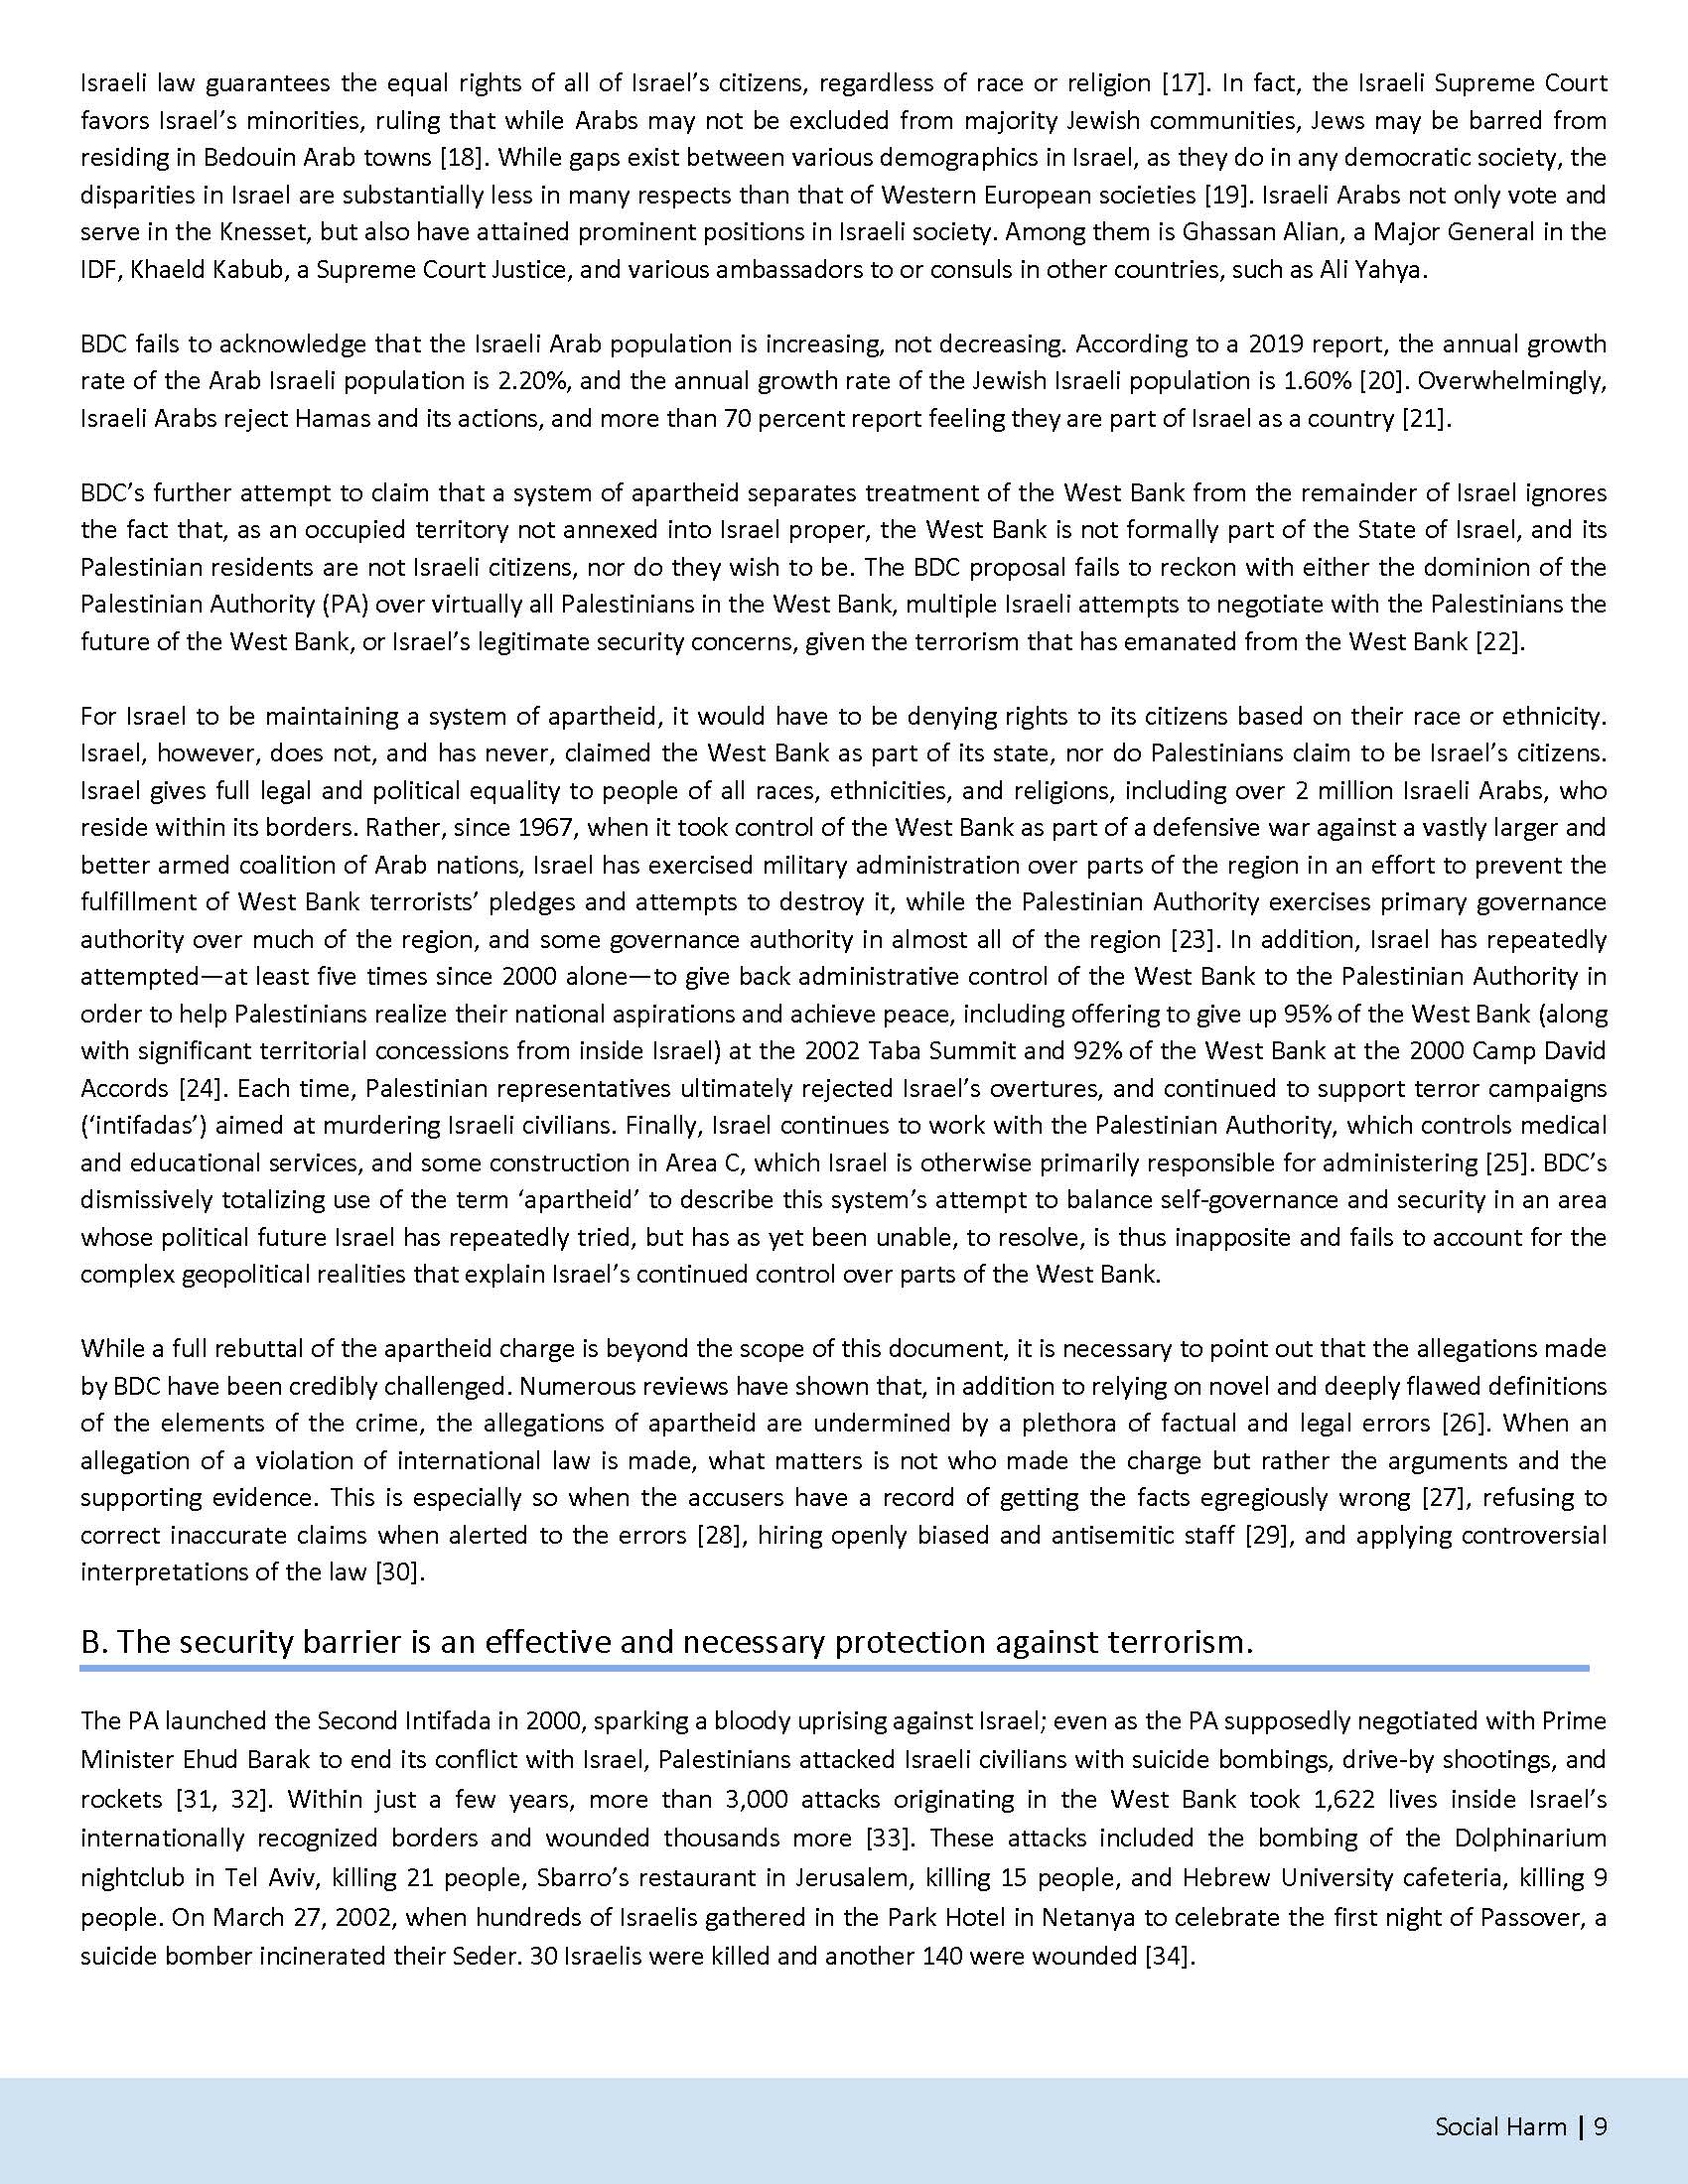 Israeli law guarantees the equal rights of all of Israel’s citizens, regardless of race or religion [17]. In fact, the Israeli Supreme Court
favors Israel’s minorities, ruling that while Arabs may not be excluded from majority Jewish communities, Jews may be barred from
residing in Bedouin Arab towns [18]. While gaps exist between various demographics in Israel, as they do in any democratic society, the
disparities in Israel are substantially less in many respects than that of Western European societies [19]. Israeli Arabs not only vote and
serve in the Knesset, but also have attained prominent positions in Israeli society. Among them is Ghassan Alian, a Major General in the
IDF, Khaeld Kabub, a Supreme Court Justice, and various ambassadors to or consuls in other countries, such as Ali Yahya.
BDC fails to acknowledge that the Israeli Arab population is increasing, not decreasing. According to a 2019 report, the annual growth
rate of the Arab Israeli population is 2.20%, and the annual growth rate of the Jewish Israeli population is 1.60% [20]. Overwhelmingly,
Israeli Arabs reject Hamas and its actions, and more than 70 percent report feeling they are part of Israel as a country [21].
BDC’s further attempt to claim that a system of apartheid separates treatment of the West Bank from the remainder of Israel ignores
the fact that, as an occupied territory not annexed into Israel proper, the West Bank is not formally part of the State of Israel, and its
Palestinian residents are not Israeli citizens, nor do they wish to be. The BDC proposal fails to reckon with either the dominion of the
Palestinian Authority (PA) over virtually all Palestinians in the West Bank, multiple Israeli attempts to negotiate with the Palestinians the
future of the West Bank, or Israel’s legitimate security concerns, given the terrorism that has emanated from the West Bank [22].
For Israel to be maintaining a system of apartheid, it would have to be denying rights to its citizens based on their race or ethnicity.
Israel, however, does not, and has never, claimed the West Bank as part of its state, nor do Palestinians claim to be Israel’s citizens.
Israel gives full legal and political equality to people of all races, ethnicities, and religions, including over 2 million Israeli Arabs, who
reside within its borders. Rather, since 1967, when it took control of the West Bank as part of a defensive war against a vastly larger and
better armed coalition of Arab nations, Israel has exercised military administration over parts of the region in an effort to prevent the
fulfillment of West Bank terrorists’ pledges and attempts to destroy it, while the Palestinian Authority exercises primary governance
authority over much of the region, and some governance authority in almost all of the region [23]. In addition, Israel has repeatedly
attempted—at least five times since 2000 alone—to give back administrative control of the West Bank to the Palestinian Authority in
order to help Palestinians realize their national aspirations and achieve peace, including offering to give up 95% of the West Bank (along
with significant territorial concessions from inside Israel) at the 2002 Taba Summit and 92% of the West Bank at the 2000 Camp David
Accords [24]. Each time, Palestinian representatives ultimately rejected Israel’s overtures, and continued to support terror campaigns
(‘intifadas’) aimed at murdering Israeli civilians. Finally, Israel continues to work with the Palestinian Authority, which controls medical
and educational services, and some construction in Area C, which Israel is otherwise primarily responsible for administering [25]. BDC’s
dismissively totalizing use of the term ‘apartheid’ to describe this system’s attempt to balance self-governance and security in an area
whose political future Israel has repeatedly tried, but has as yet been unable, to resolve, is thus inapposite and fails to account for the
complex geopolitical realities that explain Israel’s continued control over parts of the West Bank.
While a full rebuttal of the apartheid charge is beyond the scope of this document, it is necessary to point out that the allegations made
by BDC have been credibly challenged. Numerous reviews have shown that, in addition to relying on novel and deeply flawed definitions
of the elements of the crime, the allegations of apartheid are undermined by a plethora of factual and legal errors [26]. When an
allegation of a violation of international law is made, what matters is not who made the charge but rather the arguments and the
supporting evidence. This is especially so when the accusers have a record of getting the facts egregiously wrong [27], refusing to
correct inaccurate claims when alerted to the errors [28], hiring openly biased and antisemitic staff [29], and applying controversial
interpretations of the law [30].
B. The security barrier is an effective and necessary protection against terrorism.
The PA launched the Second Intifada in 2000, sparking a bloody uprising against Israel; even as the PA supposedly negotiated with Prime
Minister Ehud Barak to end its conflict with Israel, Palestinians attacked Israeli civilians with suicide bombings, drive-by shootings, and
rockets [31, 32]. Within just a few years, more than 3,000 attacks originating in the West Bank took 1,622 lives inside Israel’s
internationally recognized borders and wounded thousands more [33]. These attacks included the bombing of the Dolphinarium
nightclub in Tel Aviv, killing 21 people, Sbarro’s restaurant in Jerusalem, killing 15 people, and Hebrew University cafeteria, killing 9
people. On March 27, 2002, when hundreds of Israelis gathered in the Park Hotel in Netanya to celebrate the first night of Passover, a
suicide bomber incinerated their Seder. 30 Israelis were killed and another 140 were wounded [34].
Social Harm | 9